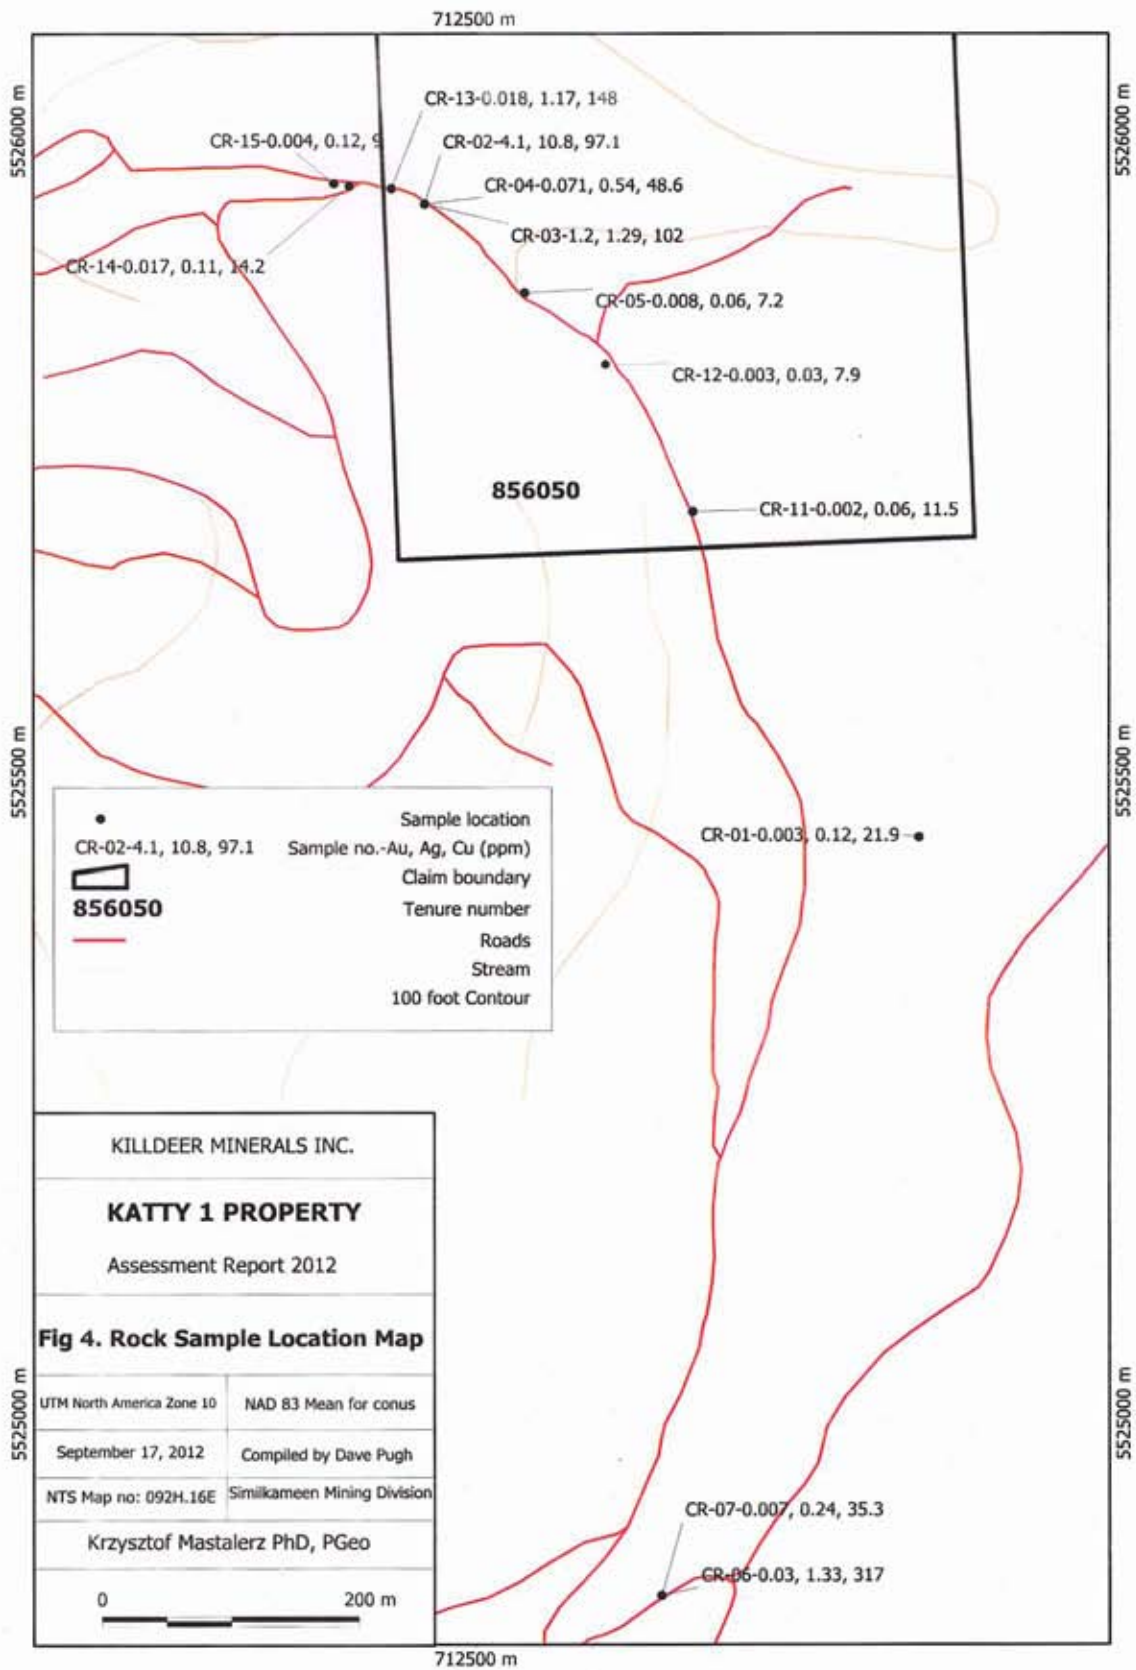 712500 m
5526000 m
5526000 m
CR-13-0.018, 1.17, 148
CR-15-0.004, 0.12, 9
CR-02-4.1, 10.8, 97.1
CR-04-0.071, 0.54, 48.6
CR-03-1.2, 1.29, 102
CR-14-0.017, 0.11, 14.2
CR-05-0.008, 0.06, 7.2
CR-12-0.003, 0.03, 7.9
856050
CR-11-0.002, 0.06, 11.5
5525500 m
5525500 m
CR-01-0.003, 0.12, 21.9
Sample location
CR-02-4.1, 10.8, 97.1 Sample no.-Au, Ag, Cu (ppm)
Claim boundary
856050 Tenure number
Roads
Stream
100 foot Contour
KILLDEER MINERALS INC.
KATTY 1 PROPERTY
Assessment Report 2012
Fig 4. Rock Sample Location Map
UTM North America Zone 10 NAD 83 Mean for conus
September 17, 2012 Compiled by Dave Pugh
NTS Map no: 092H.16E Similkameen Mining Division
Krzysztof Mastalerz PhD, PGeo
0 200 m
5525000 m
5525000 m
CR-07-0.007, 0.24, 35.3
CR-06-0.03, 1.33, 317
712500 m